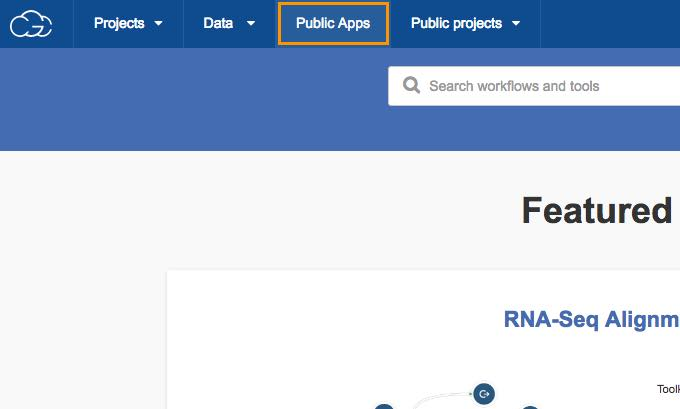 Projects Data Public Apps Public projects
Search workflows and tools
Featured
RNA-Seq Alignm
Toolk